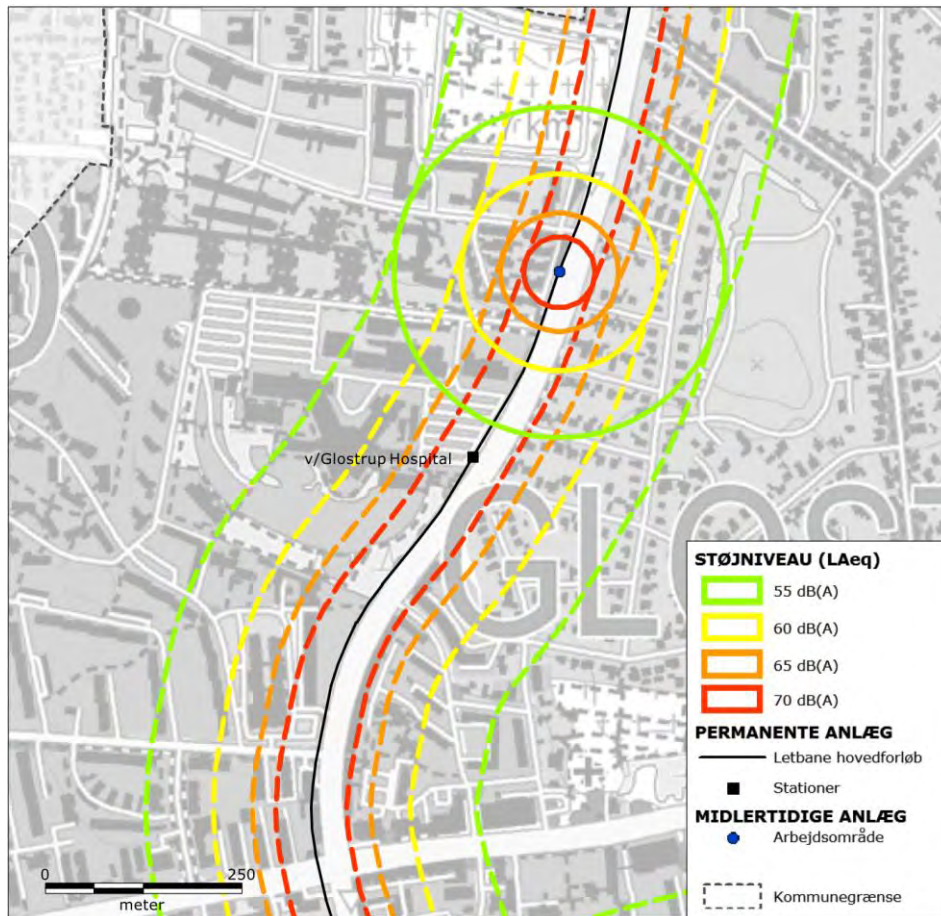 v/Glostrup Hospital
GLOST
STØJNIVEAU (LAeq)
55 dB(A)
60 dB(A)
65 dB(A)
70 dB(A)
PERMANENTE ANLÆG
Letbane hovedforløb
Stationer
MIDLERTIDIGE ANLÆG
Arbejdsområde
Kommunegrænse
0 250
meter